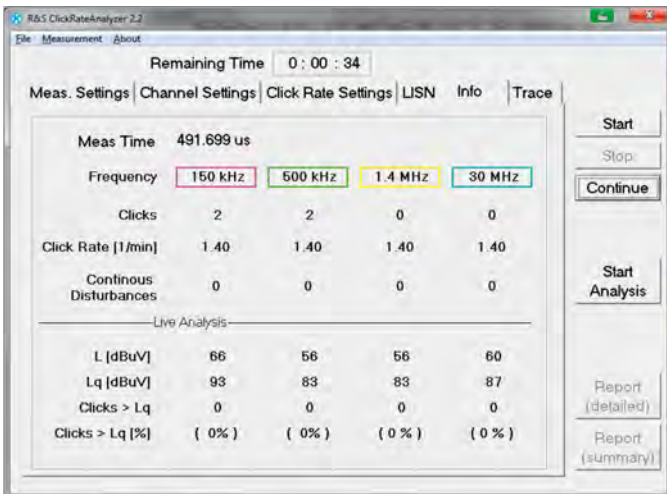 R&S ClickRateAnalyzer 2.2
File Measurement About
Remaining Time 0 : 00 : 34
Meas. Settings Channel Settings Click Rate Settings LISN Info Trace
Start
Meas Time 491.699 us
Stop
Frequency 150 kHz 500 kHz 1.4 MHz 30 MHz
Continue
Clicks 2 2 0 0
Click Rate [1/min] 1.40 1.40 1.40 1.40
Continous
Disturbances 0 0 0 0
Start
Analysis
Live Analysis
L [dBuV] 66 56 56 60
Lq [dBuV] 93 83 83 87
Report
(detailed)
Clicks > Lq 0 0 0 0
Clicks > Lq [%] ( 0% ) ( 0% ) ( 0 % ) ( 0 % )
Report
(summary)